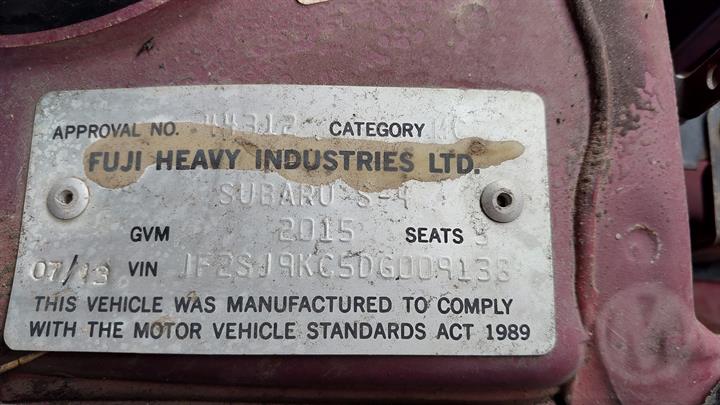 APPROVAL NO. 44312 CATEGORY MC
FUJI HEAVY INDUSTRIES LTD.
SUBARU S-4
GVM 2015 SEATS 5
07/13 VIN JF2SJ9KC5DG009138
THIS VEHICLE WAS MANUFACTURED TO COMPLY
WITH THE MOTOR VEHICLE STANDARDS ACT 1989